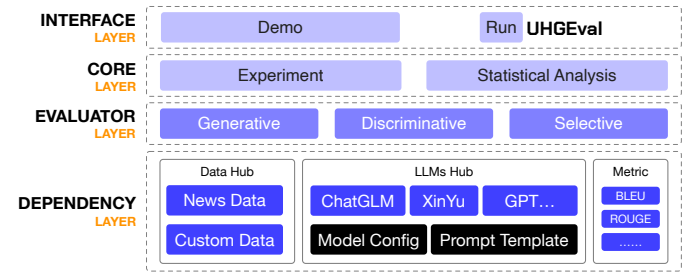 INTERFACE
LAYER
Demo
Run UHGEval
CORE
LAYER
Experiment
Statistical Analysis
EVALUATOR
LAYER
Generative
Discriminative
Selective
DEPENDENCY
LAYER
Data Hub
News Data
Custom Data
LLMs Hub
ChatGLM
XinYu
GPT...
Model Config
Prompt Template
Metric
BLEU
ROUGE
......